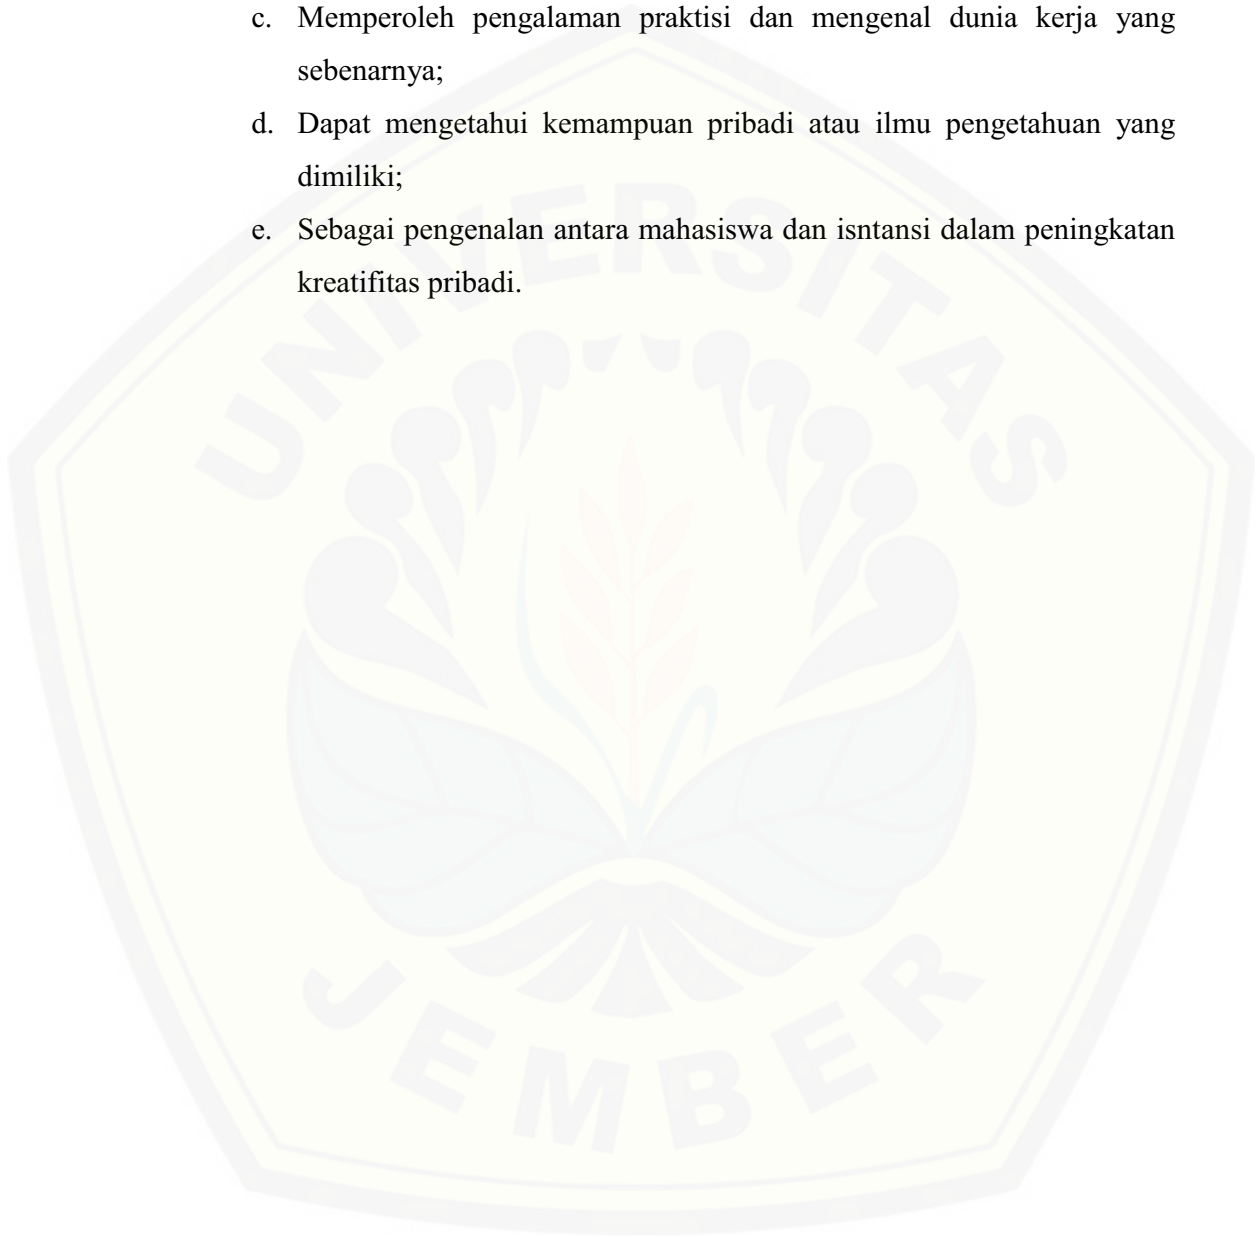 c. Memperoleh pengalaman praktisi dan mengenal dunia kerja yang
sebenarnya;
d. Dapat mengetahui kemampuan pribadi atau ilmu pengetahuan yang
dimiliki;
e. Sebagai pengenalan antara mahasiswa dan isntansi dalam peningkatan
kreatifitas pribadi.
UNIVERSITAS
JEMBER